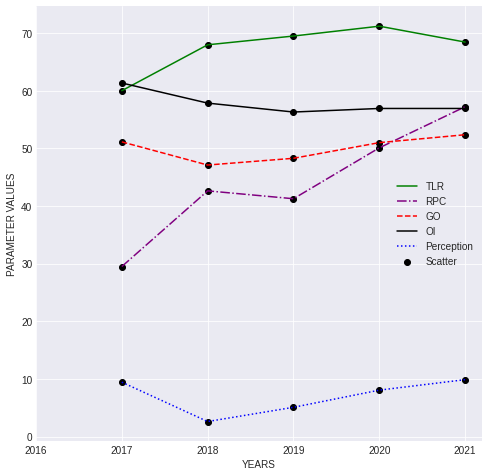 70
60
50
40
30
20
10
0
PARAMETER VALUES
TLR
RPC
GO
OI
Perception
Scatter
2016 2017 2018 2019 2020 2021
YEARS